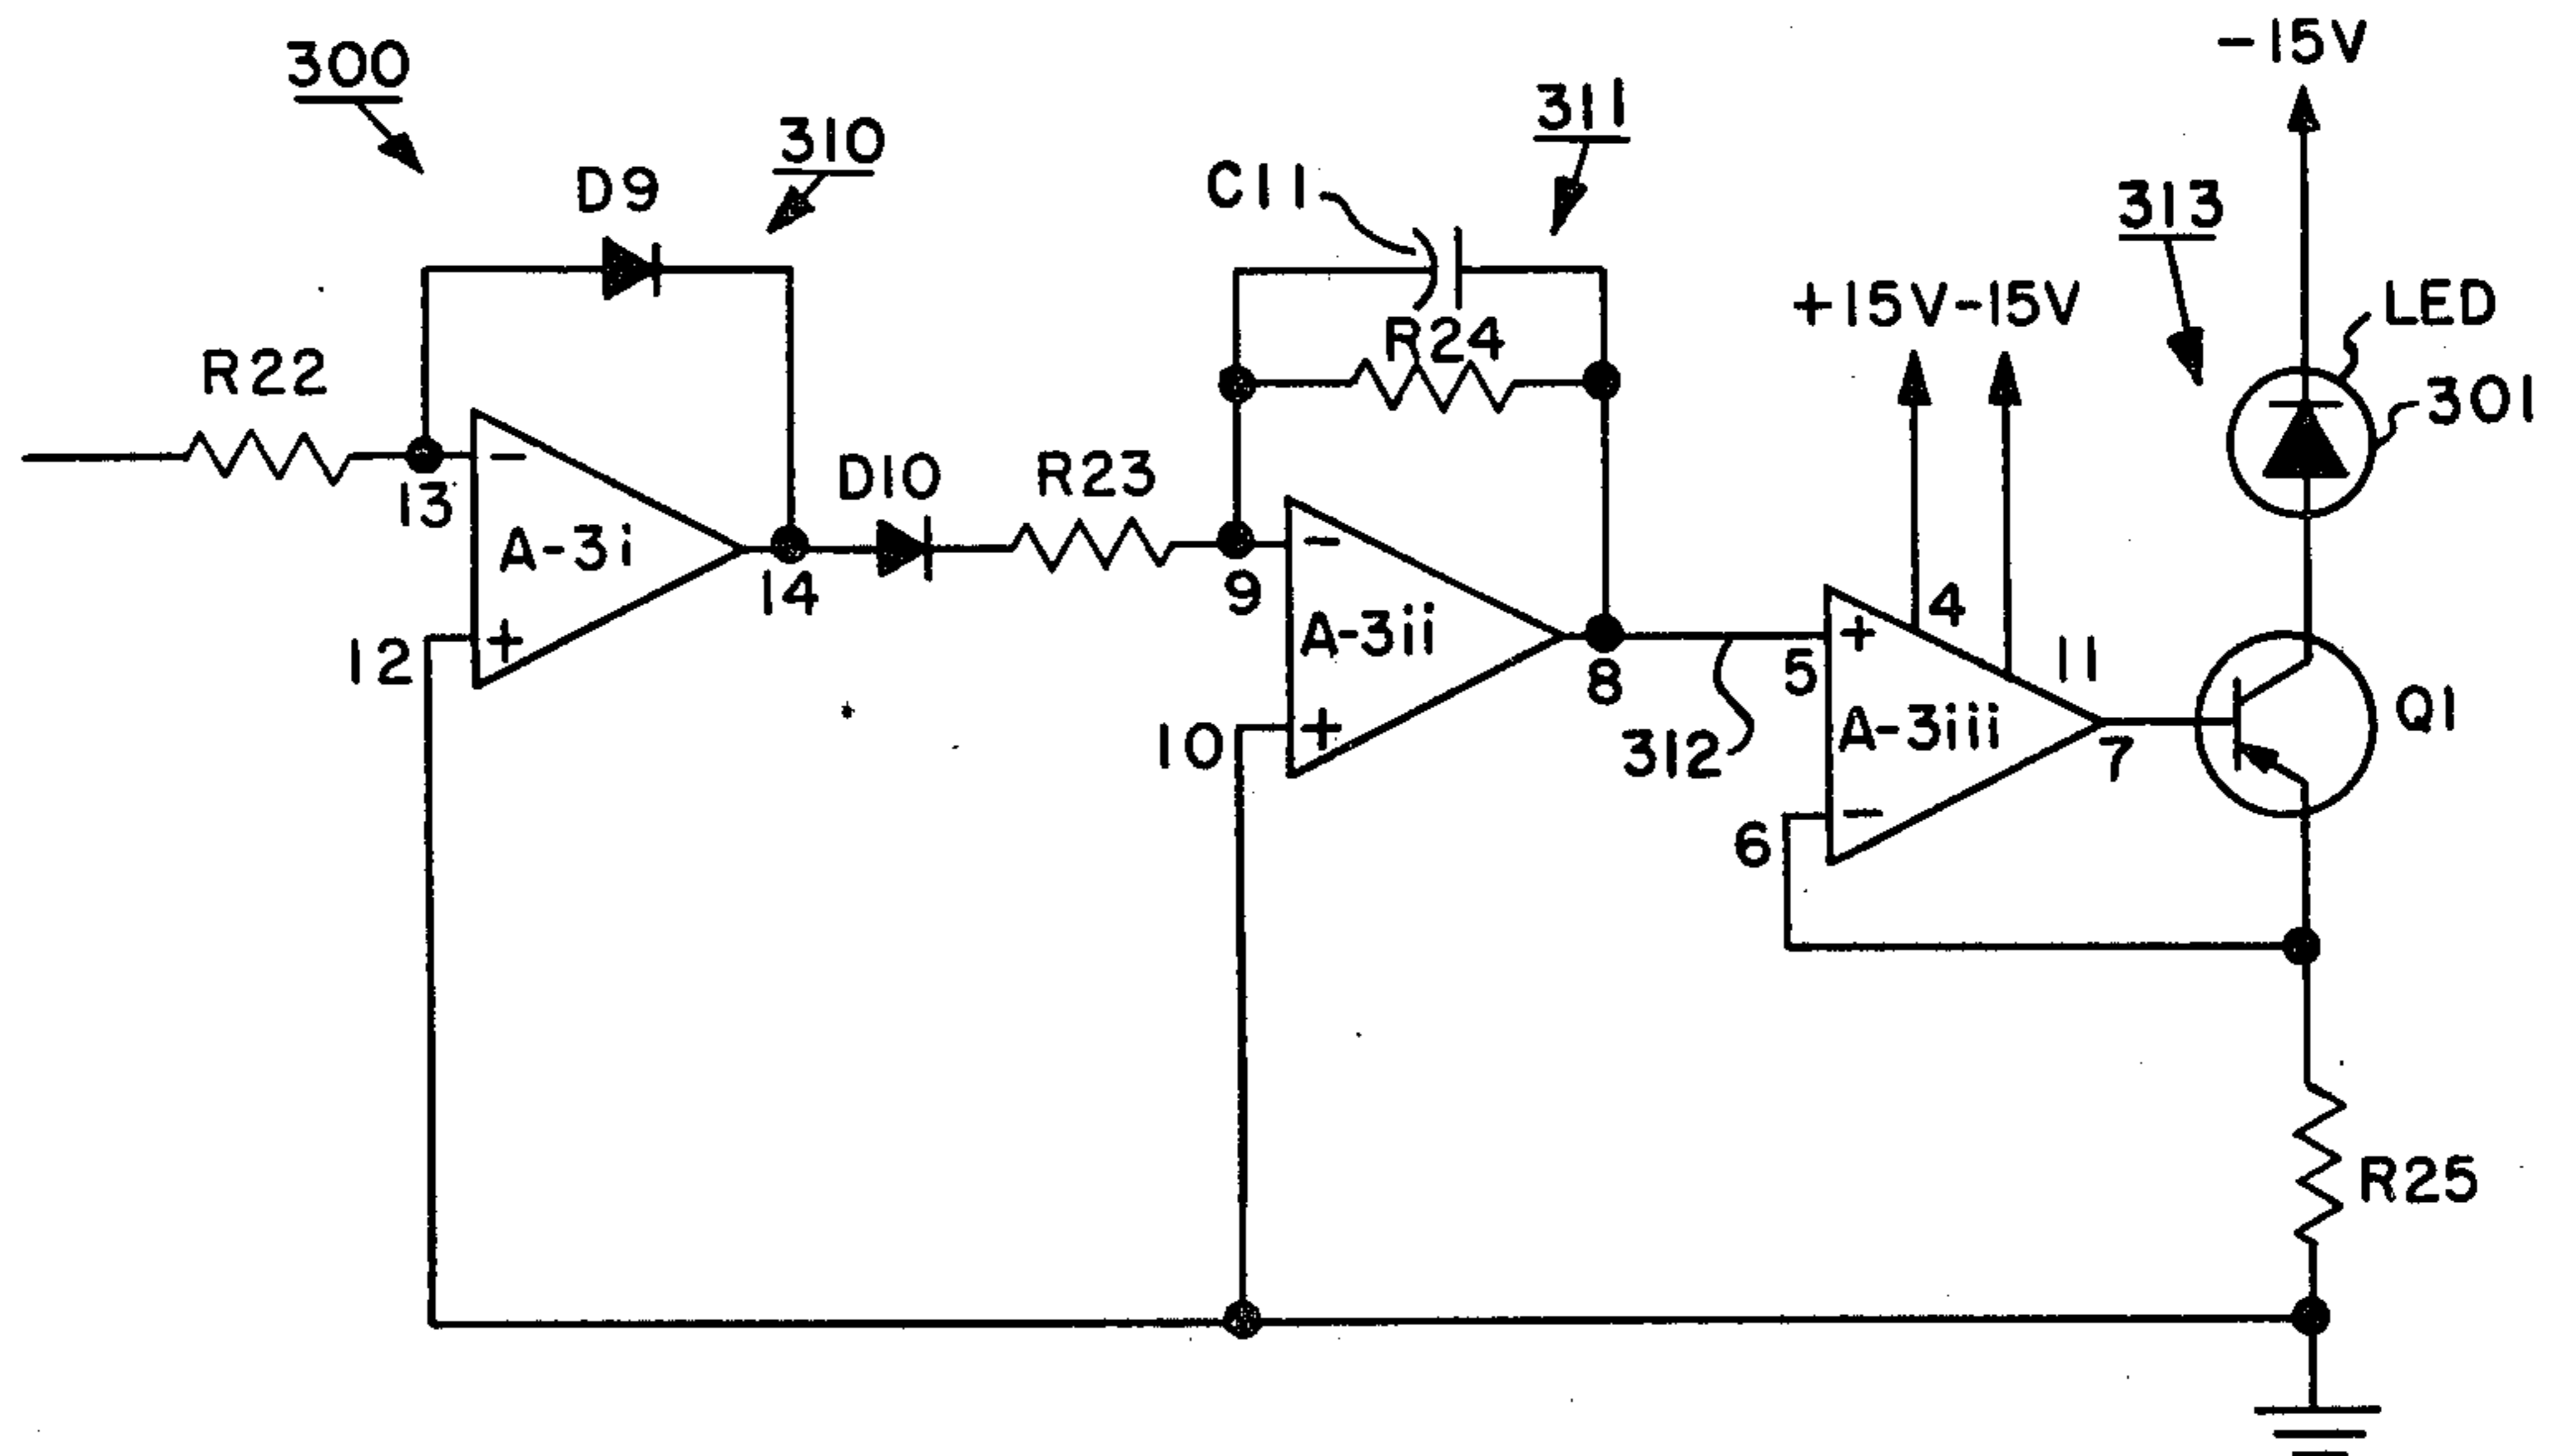 300
310
D9
R22
13
A-3i
-
+
12
14
D10
R23
C11
311
R24
9
A-3ii
-
+
10
8
312
+15V
-15V
4
11
5
+
A-3iii
-
6
7
-15V
313
LED
301
Q1
R25